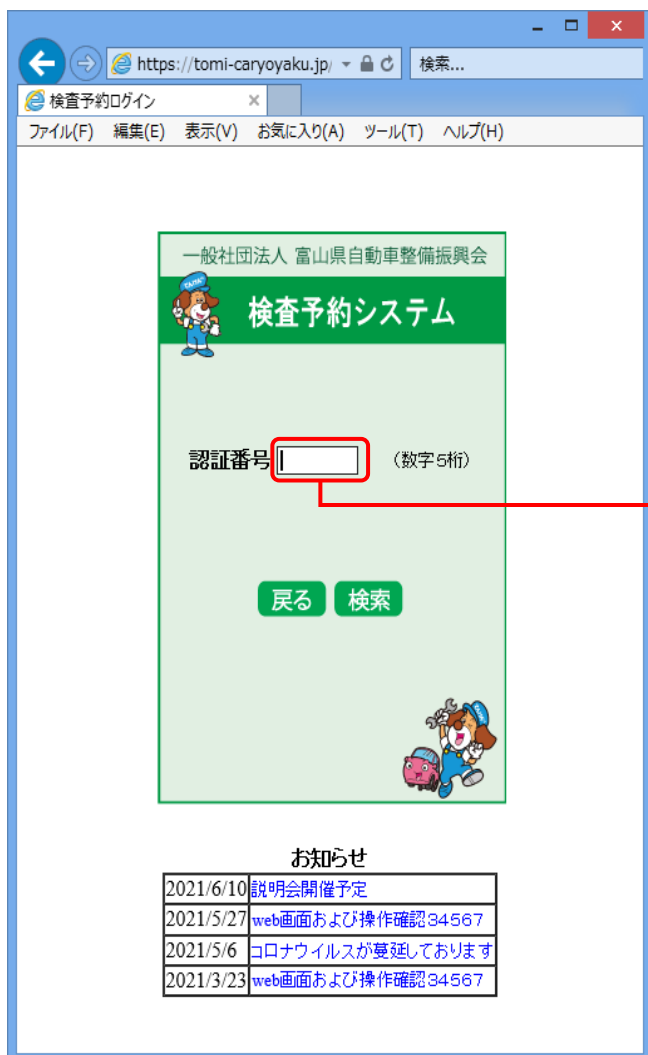 https://tomi-caryoyaku.jp/
検索...
検査予約ログイン
ファイル(F) 編集(E) 表示(V) お気に入り(A) ツール(T) ヘルプ(H)
一般社団法人 富山県自動車整備振興会
検査予約システム
認証番号 （数字5桁）
戻る 検索
お知らせ
2021/6/10 説明会開催予定
2021/5/27 web画面および操作確認34567
2021/5/6 コロナウイルスが蔓延しております
2021/3/23 web画面および操作確認34567